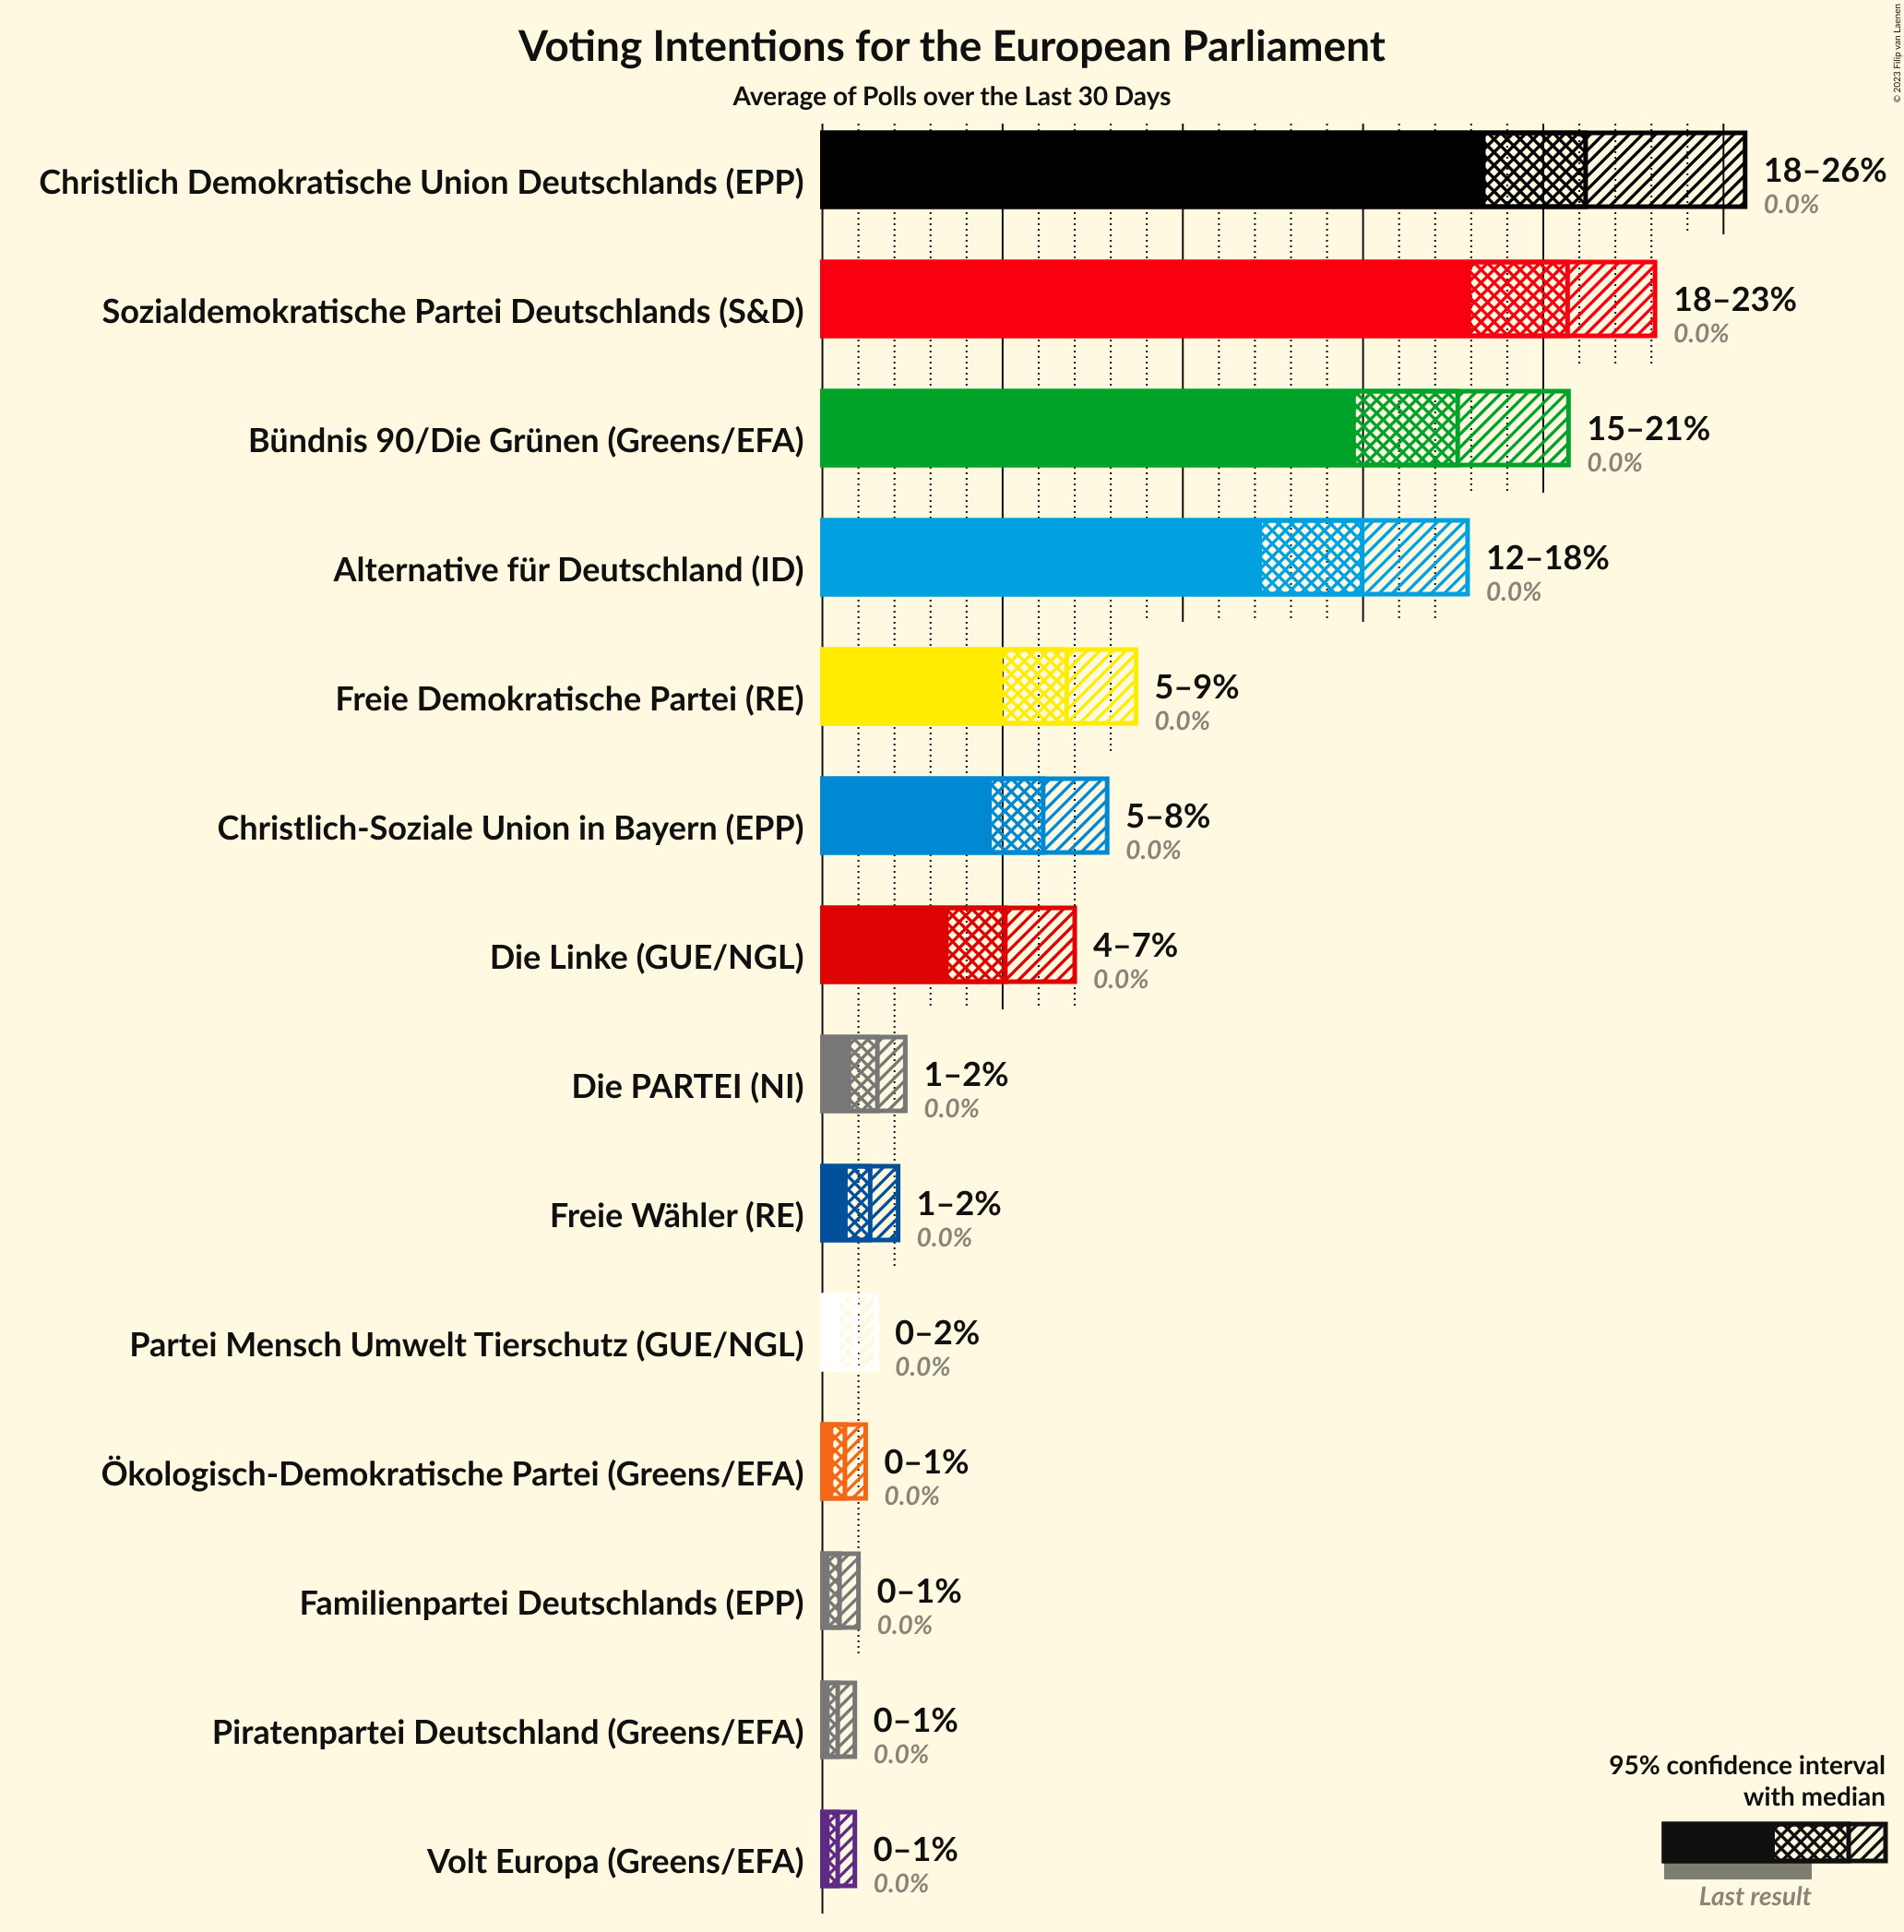 Voting Intentions for the European Parliament
Average of Polls over the Last 30 Days
© 2023 Filip van Laenen
Christlich Demokratische Union Deutschlands (EPP)
18–26%
0.0%
Sozialdemokratische Partei Deutschlands (S&D)
18–23%
0.0%
Bündnis 90/Die Grünen (Greens/EFA)
15–21%
0.0%
Alternative für Deutschland (ID)
12–18%
0.0%
Freie Demokratische Partei (RE)
5–9%
0.0%
Christlich-Soziale Union in Bayern (EPP)
5–8%
0.0%
Die Linke (GUE/NGL)
4–7%
0.0%
Die PARTEI (NI)
1–2%
0.0%
Freie Wähler (RE)
1–2%
0.0%
Partei Mensch Umwelt Tierschutz (GUE/NGL)
0–2%
0.0%
Ökologisch-Demokratische Partei (Greens/EFA)
0–1%
0.0%
Familienpartei Deutschlands (EPP)
0–1%
0.0%
Piratenpartei Deutschland (Greens/EFA)
0–1%
0.0%
Volt Europa (Greens/EFA)
0–1%
0.0%
95% confidence interval
with median
Last result